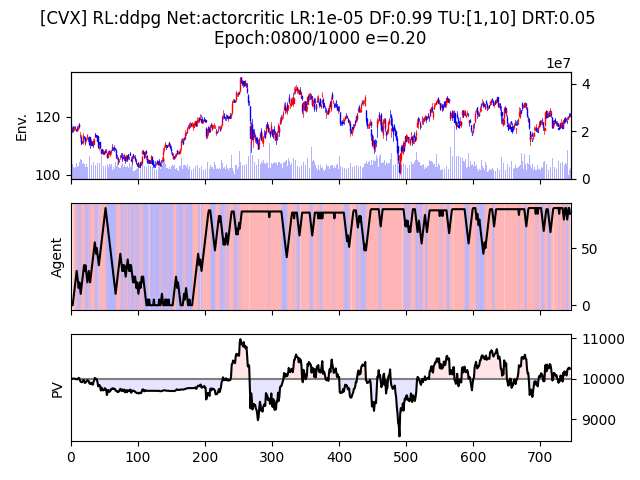 [CVX] RL:ddpg Net:actorcritic LR:1e-05 DF:0.99 TU:[1,10] DRT:0.05
Epoch:0800/1000 e=0.20
1e7
Env.
120
100
4
2
0
Agent
50
0
PV
11000
10000
9000
0 100 200 300 400 500 600 700